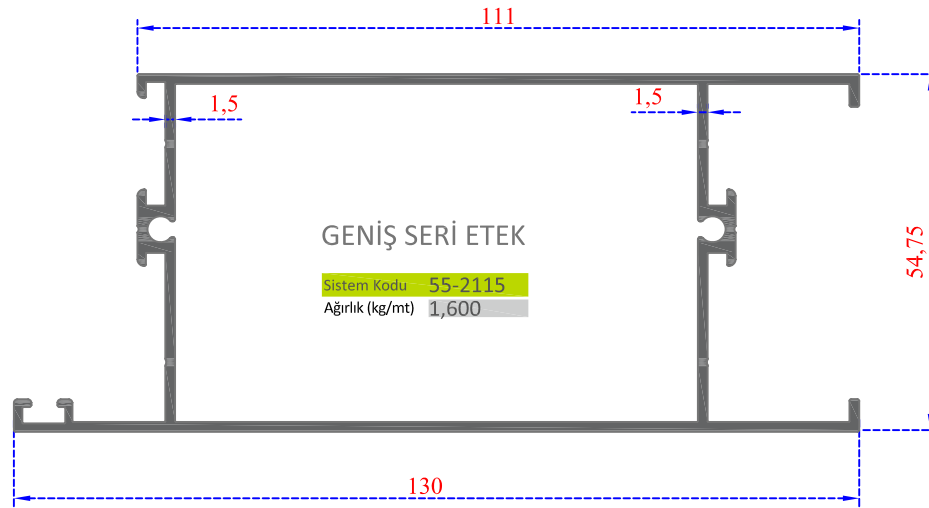 111
1,5
1,5
GENİŞ SERİ ETEK
54,75
Sistem Kodu 55-2115
Ağırlık (kg/mt) 1,600
130